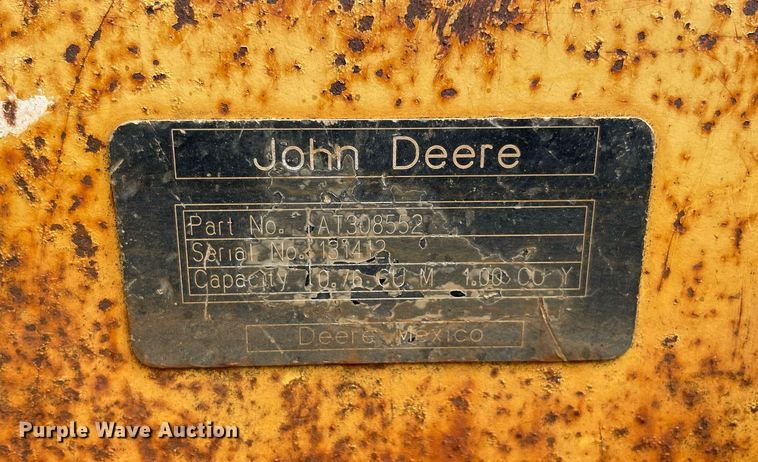 John Deere
Part No. AT308552
Serial No.
Capacity 0.76 CU M 1.00 CU Y
Deere Mexico
Purple Wave Auction